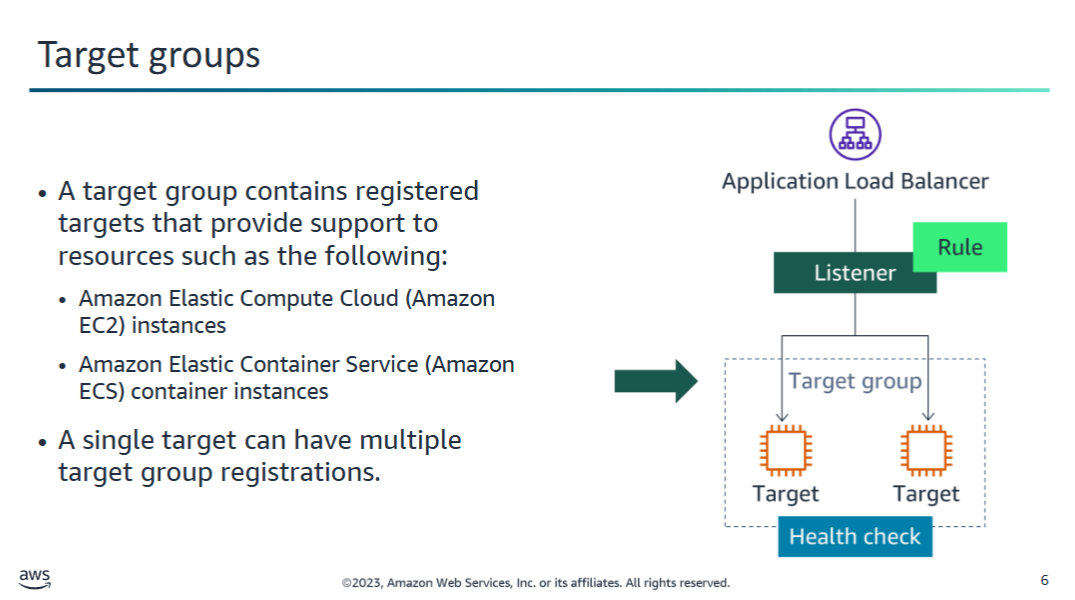 Target groups
• A target group contains registered
targets that provide support to
resources such as the following:
• Amazon Elastic Compute Cloud (Amazon
EC2) instances
• Amazon Elastic Container Service (Amazon
ECS) container instances
• A single target can have multiple
target group registrations.
Application Load Balancer
Rule
Listener
Target group
Target
Target
Health check
aws
©2023, Amazon Web Services, Inc. or its affiliates. All rights reserved.
6